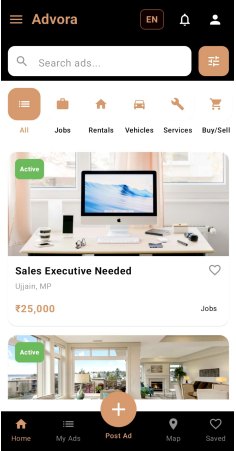 Advora
EN
Search ads...
All
Jobs
Rentals
Vehicles
Services
Buy/Sell
Active
Sales Executive Needed
Ujjain, MP
₹25,000
Jobs
Active
Home
My Ads
Post Ad
Map
Saved